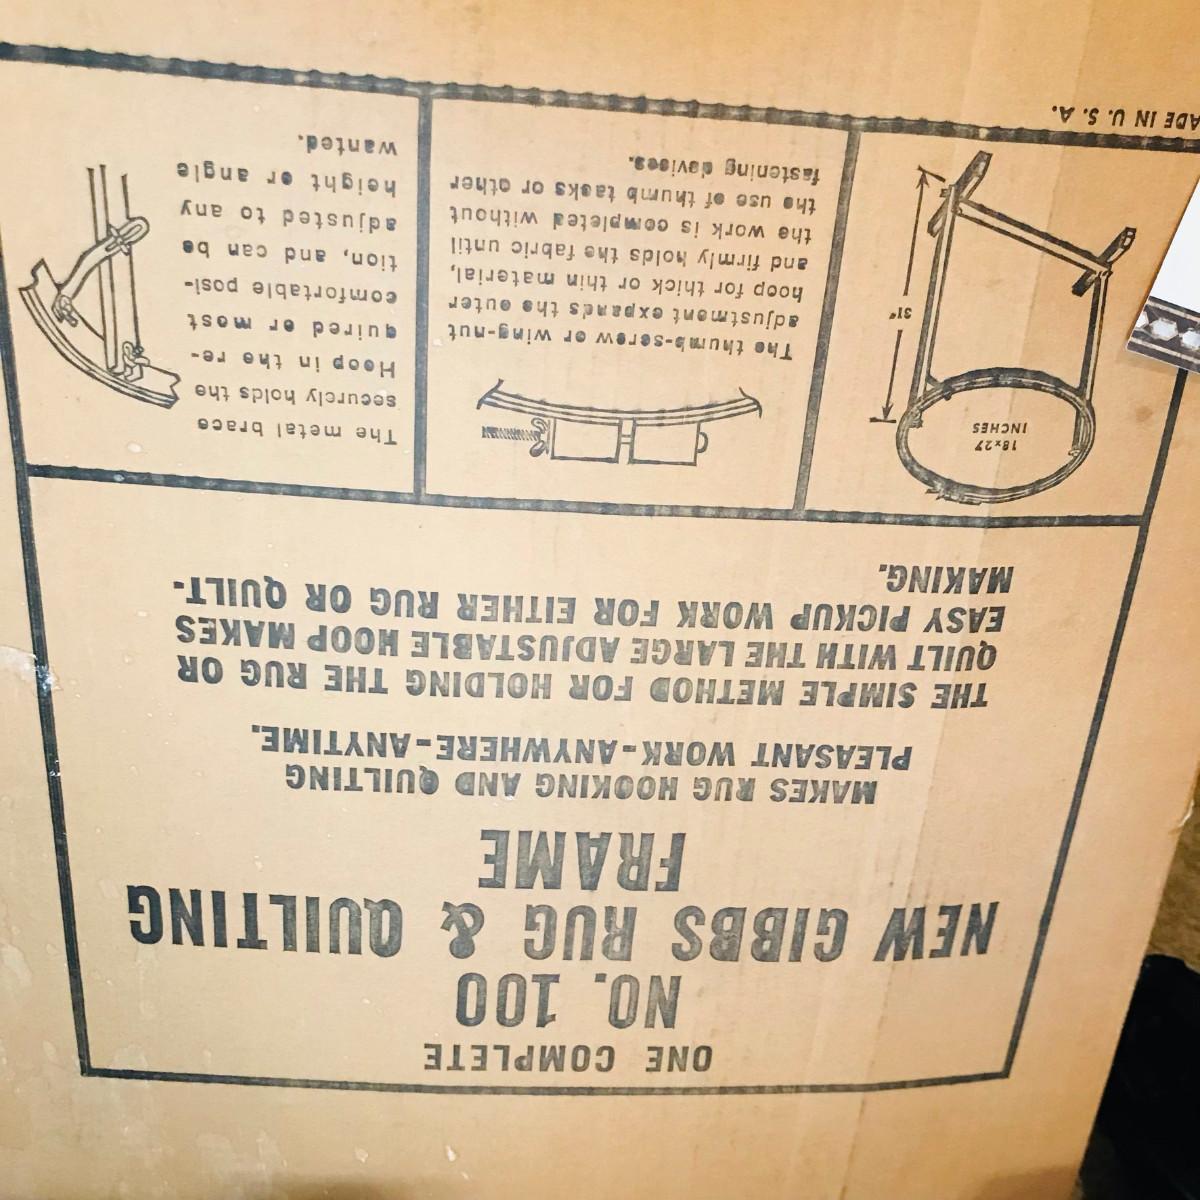 ONE COMPLETE
NO. 100
NEW GIBBS RUG & QUILTING
FRAME
MAKES RUG HOOKING AND QUILTING
PLEASANT WORK-ANYWHERE-ANYTIME.
THE SIMPLE METHOD FOR HOLDING THE RUG OR
QUILT WITH THE LARGE ADJUSTABLE HOOP MAKES
EASY PICKUP WORK FOR EITHER RUG OR QUILT-
MAKING.
18x27
INCHES
31"
The thumb-screw or wing-nut
adjustment expands the outer
hoop for thick or thin material,
and firmly holds the fabric until
the work is completed without
the use of thumb tacks or other
fastening devices.
The metal brace
securely holds the
Hoop in the re-
quired or most
comfortable posi-
tion, and can be
adjusted to any
height or angle
wanted.
ADE IN U. S. A.